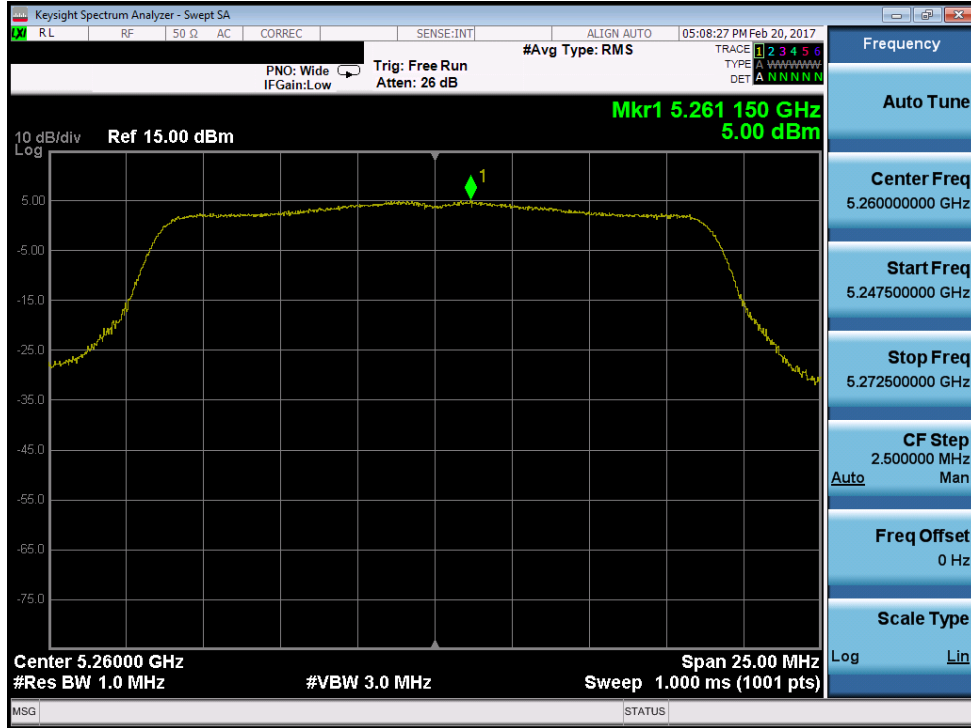 Keysight Spectrum Analyzer - Swept SA
LXI RL RF 50 Ω AC CORREC SENSE:INT ALIGN AUTO 05:08:27 PM Feb 20, 2017
#Avg Type: RMS
TRACE 1 2 3 4 5 6
TYPE A WWWWW
DET A N N N N N
PNO: Wide
IFGain:Low
Trig: Free Run
Atten: 26 dB
Mkr1 5.261 150 GHz
5.00 dBm
10 dB/div
Log
Ref 15.00 dBm
1
5.00
-5.00
-15.0
-25.0
-35.0
-45.0
-55.0
-65.0
-75.0
Center 5.26000 GHz
Span 25.00 MHz
#Res BW 1.0 MHz
#VBW 3.0 MHz
Sweep 1.000 ms (1001 pts)
MSG
STATUS
Frequency
Auto Tune
Center Freq
5.260000000 GHz
Start Freq
5.247500000 GHz
Stop Freq
5.272500000 GHz
CF Step
2.500000 MHz
Auto Man
Freq Offset
0 Hz
Scale Type
Log Lin